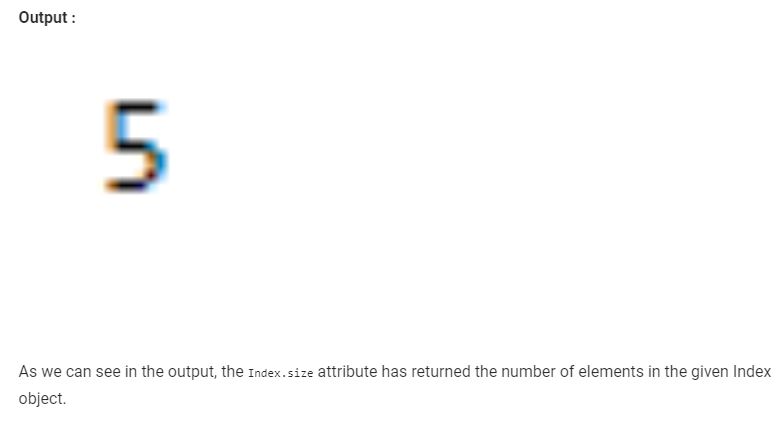 Output :
5
As we can see in the output, the Index.size attribute has returned the number of elements in the given Index
object.